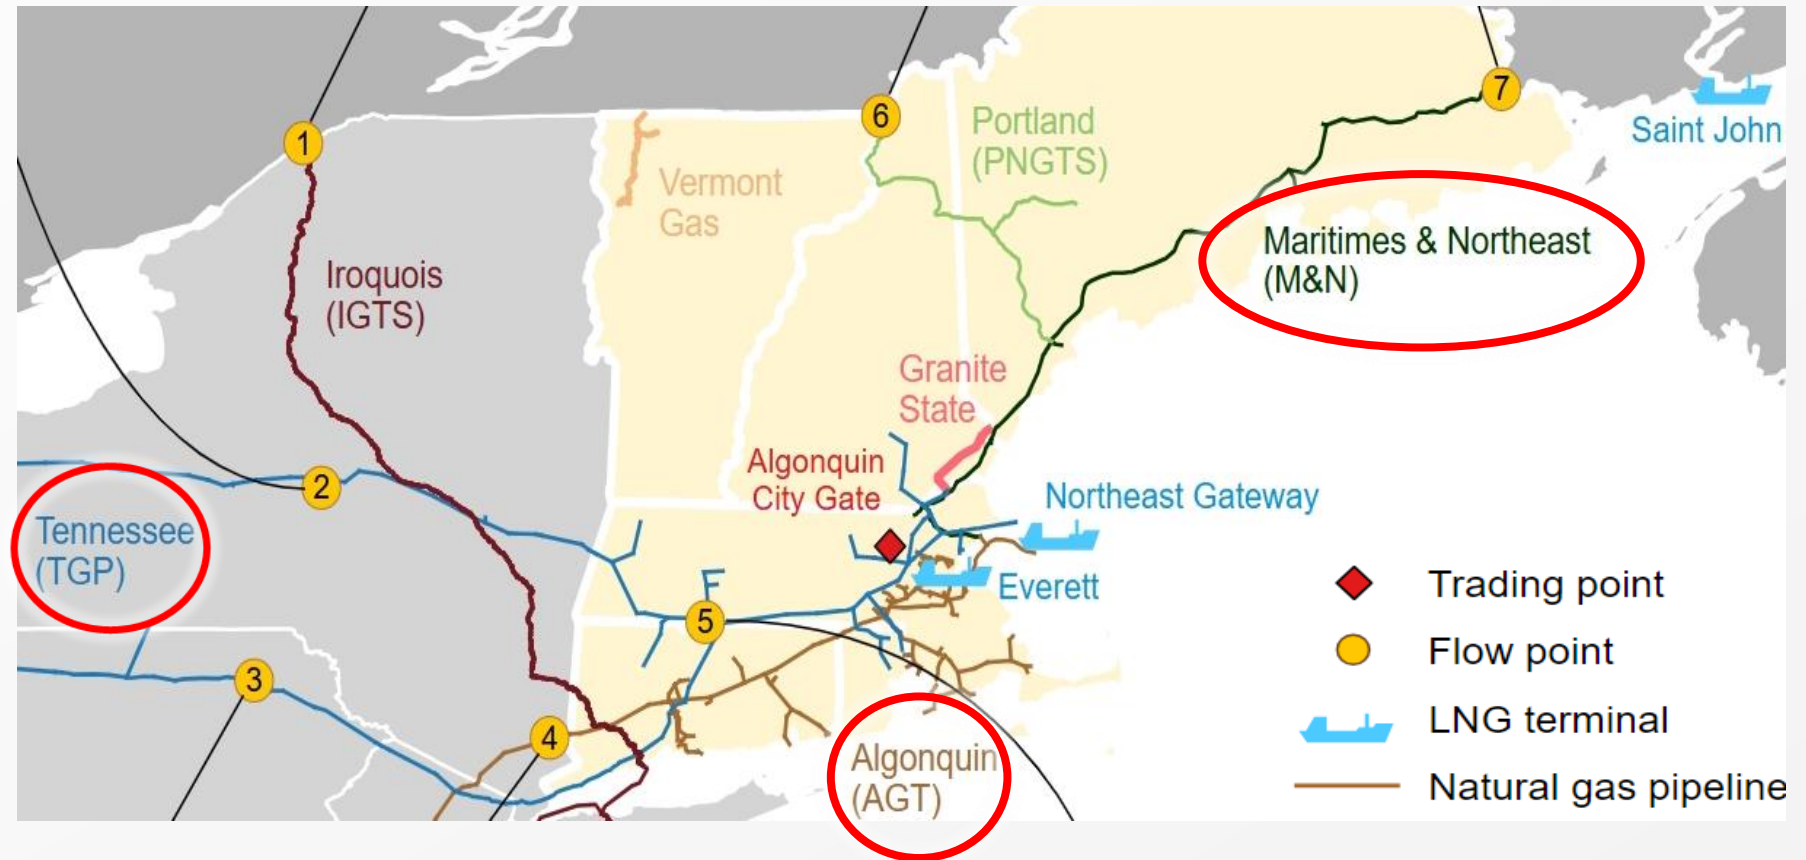 1
6
7
Portland
(PNGTS)
Saint John
Vermont
Gas
Maritimes & Northeast
(M&N)
Iroquois
(IGTS)
Granite
State
Algonquin
City Gate
2
Northeast Gateway
Tennessee
(TGP)
Everett
5
3
4
Algonquin
(AGT)
Trading point
Flow point
LNG terminal
Natural gas pipeline